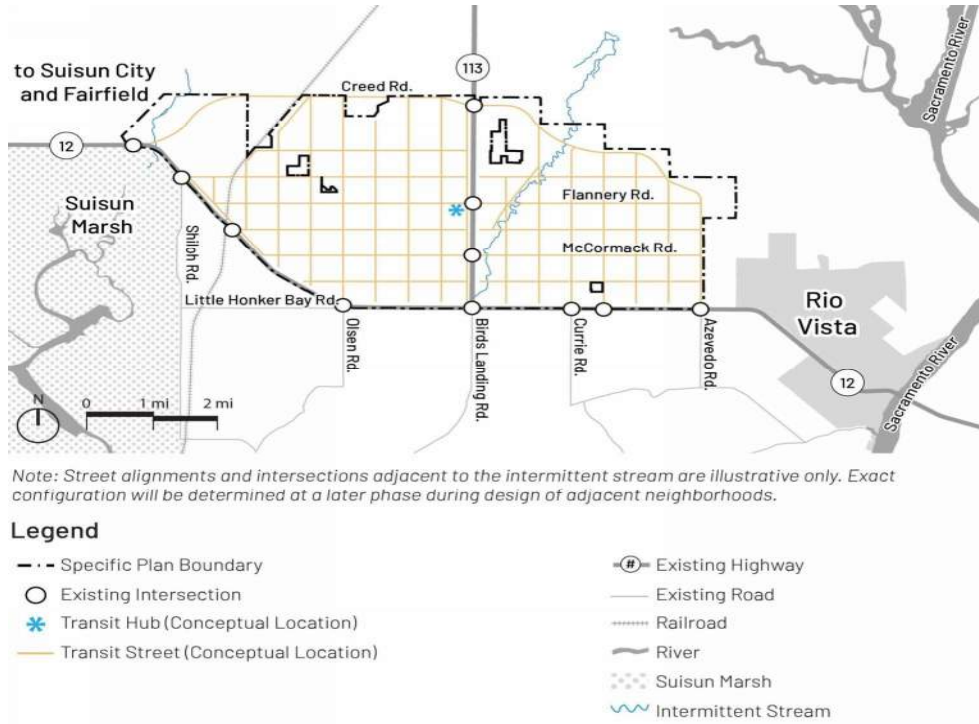 to Suisun City
and Fairfield
113
Creed Rd.
Sacramento River
12
Suisun
Marsh
Flannery Rd.
Shiloh Rd.
McCormack Rd.
Little Honker Bay Rd.
Rio
Vista
Olsen Rd.
Birds Landing Rd.
Currie Rd.
Azevedo Rd.
12
Sacramento River
N
0 1 mi 2 mi
Note: Street alignments and intersections adjacent to the intermittent stream are illustrative only. Exact
configuration will be determined at a later phase during design of adjacent neighborhoods.
Legend
Specific Plan Boundary
Existing Intersection
Transit Hub (Conceptual Location)
Transit Street (Conceptual Location)
# Existing Highway
Existing Road
Railroad
River
Suisun Marsh
Intermittent Stream